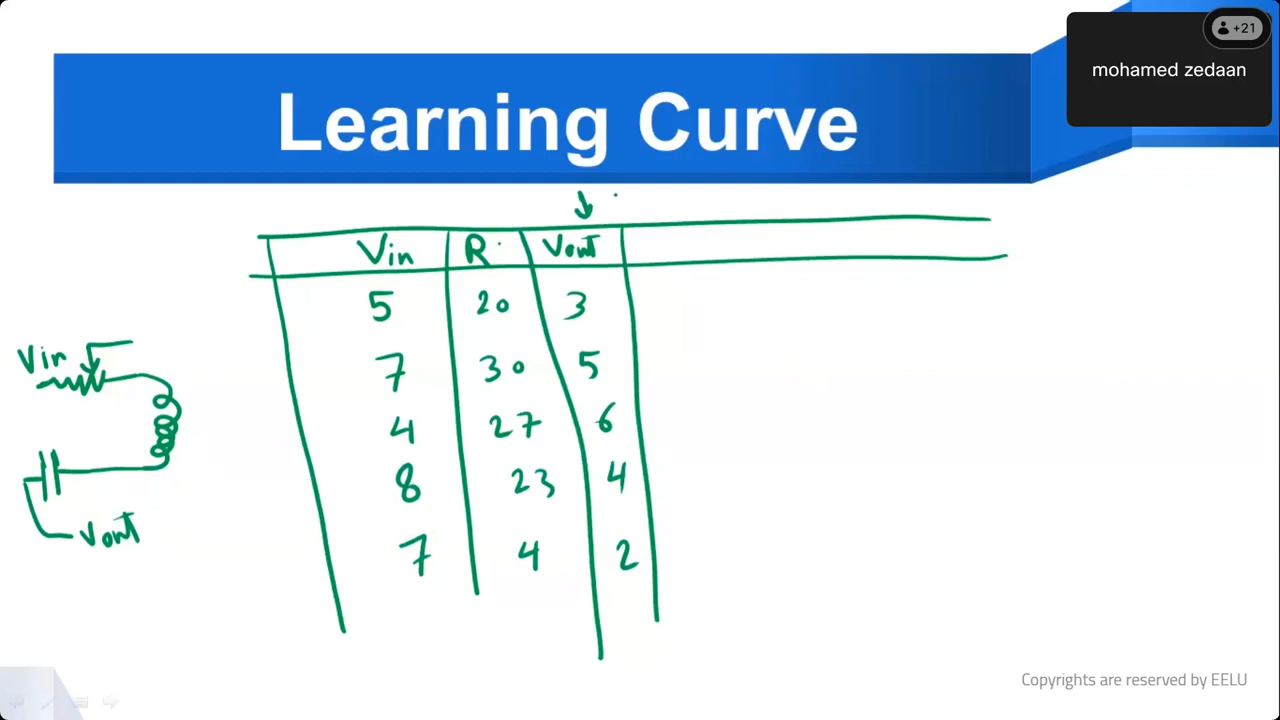 +21
mohamed zedaan
Learning Curve
Vin R Vout
5 20 3
7 30 5
4 27 6
8 23 4
7 4 2
Vin
Vout
Copyrights are reserved by EELU